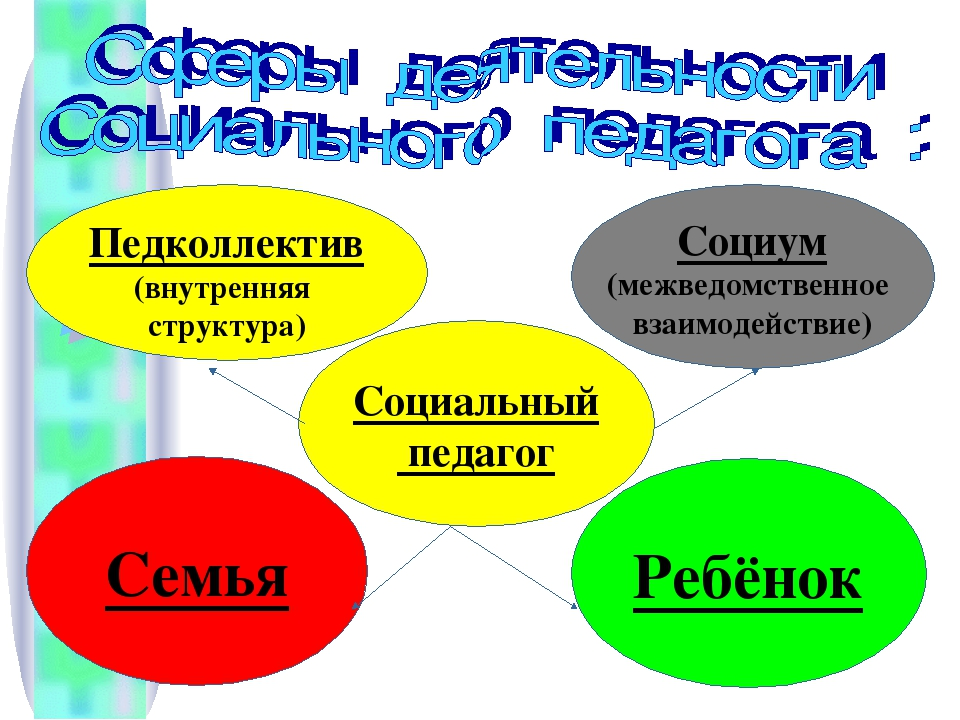 Сферы деятельности
Социального педагога :
Педколлектив
(внутренняя
структура)
Социум
(межведомственное
взаимодействие)
Социальный
педагог
Семья
Ребёнок